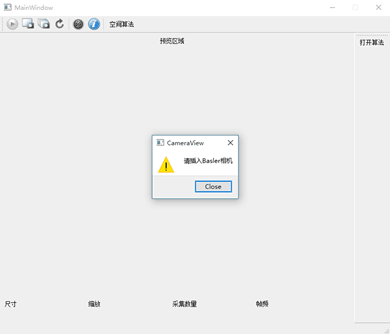 MainWindow
空间算法
预览区域
打开算法
CameraView
请插入Basler相机
Close
尺寸
缩放
采集数量
帧频